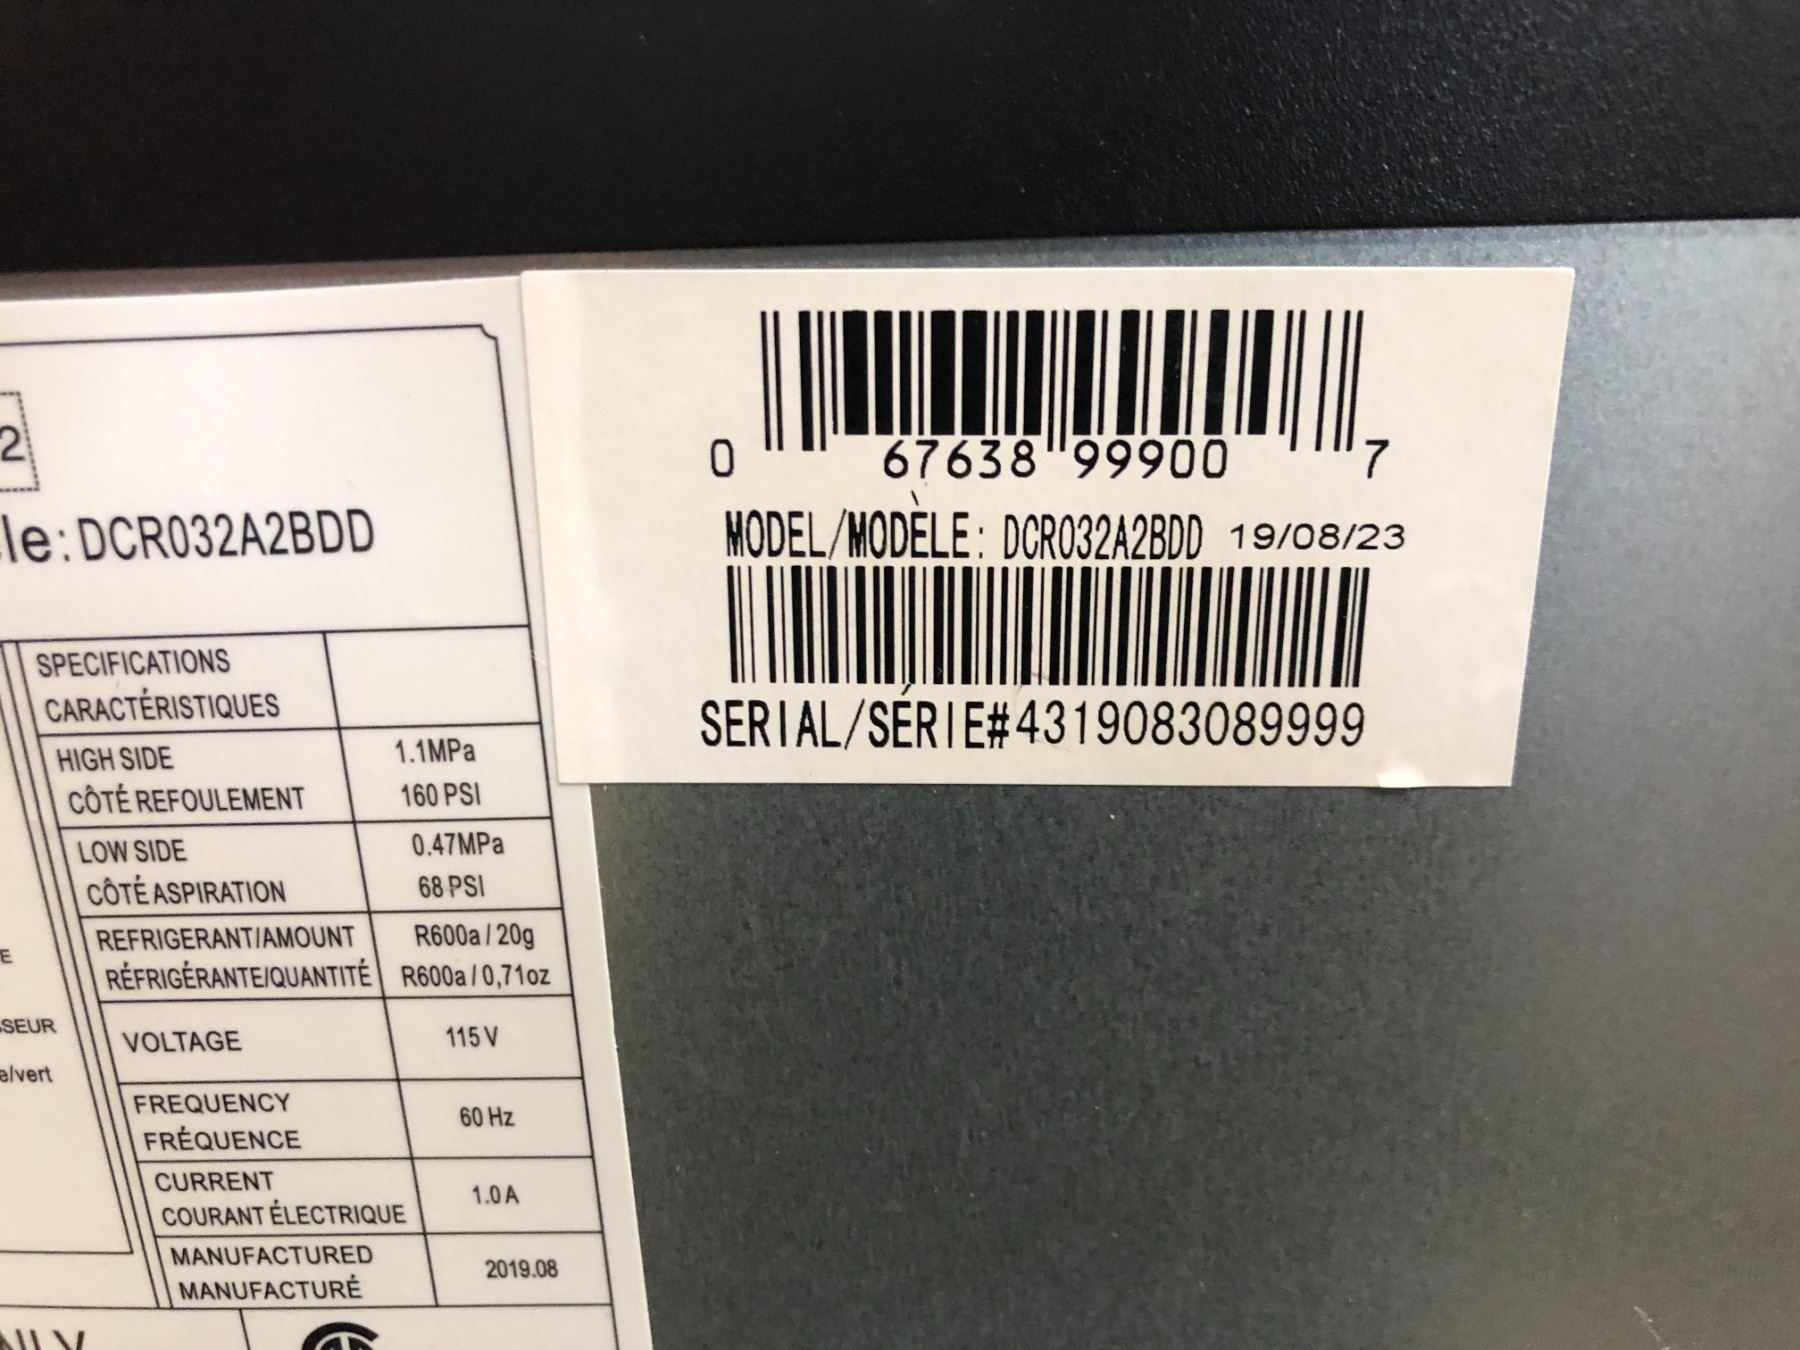 2
le: DCR032A2BDD
SPECIFICATIONS
CARACTÉRISTIQUES
HIGH SIDE 1.1MPa
CÔTÉ REFOULEMENT 160 PSI
LOW SIDE 0.47MPa
CÔTÉ ASPIRATION 68 PSI
REFRIGERANT/AMOUNT R600a / 20g
RÉFRIGÉRANTE/QUANTITÉ R600a / 0,71oz
VOLTAGE 115 V
FREQUENCY 60 Hz
FRÉQUENCE
CURRENT 1.0 A
COURANT ÉLECTRIQUE
MANUFACTURED 2019.08
MANUFACTURÉ
E
SSEUR
e/vert
NLY
0 67638 99900 7
MODEL/MODÈLE: DCR032A2BDD 19/08/23
SERIAL/SÉRIE#4319083089999